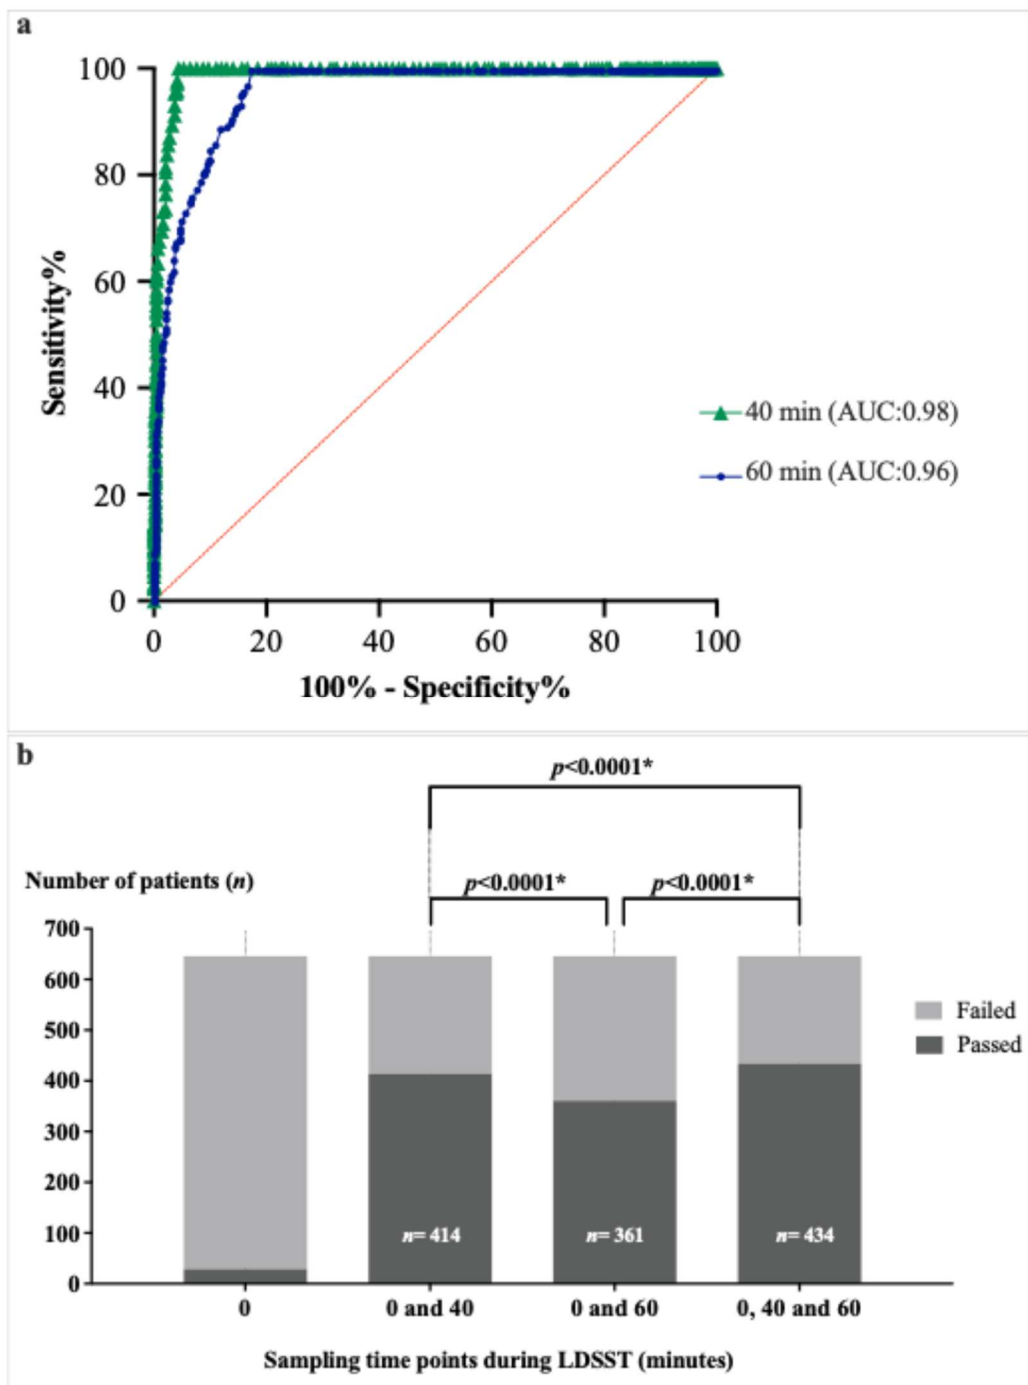 a
100
80
60
40
20
0
Sensitivity%
40 min (AUC:0.98)
60 min (AUC:0.96)
0 20 40 60 80 100
100% - Specificity%
b
p<0.0001*
Number of patients (n)
p<0.0001* p<0.0001*
700
600
500
400
300
200
100
0
Failed
Passed
n= 414 n= 361 n= 434
0 0 and 40 0 and 60 0, 40 and 60
Sampling time points during LDSST (minutes)